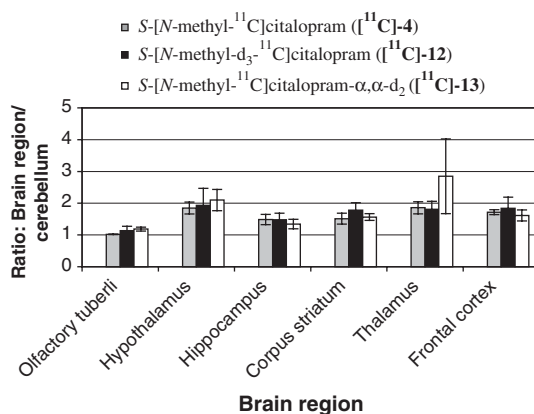 S-[N-methyl-¹¹C]citalopram ([¹¹C]-4)
S-[N-methyl-d₃-¹¹C]citalopram ([¹¹C]-12)
S-[N-methyl-¹¹C]citalopram-α,α-d₂ ([¹¹C]-13)
Ratio: Brain region/
cerebellum
5
4
3
2
1
0
Olfactory tuberli
Hypothalamus
Hippocampus
Corpus striatum
Thalamus
Frontal cortex
Brain region